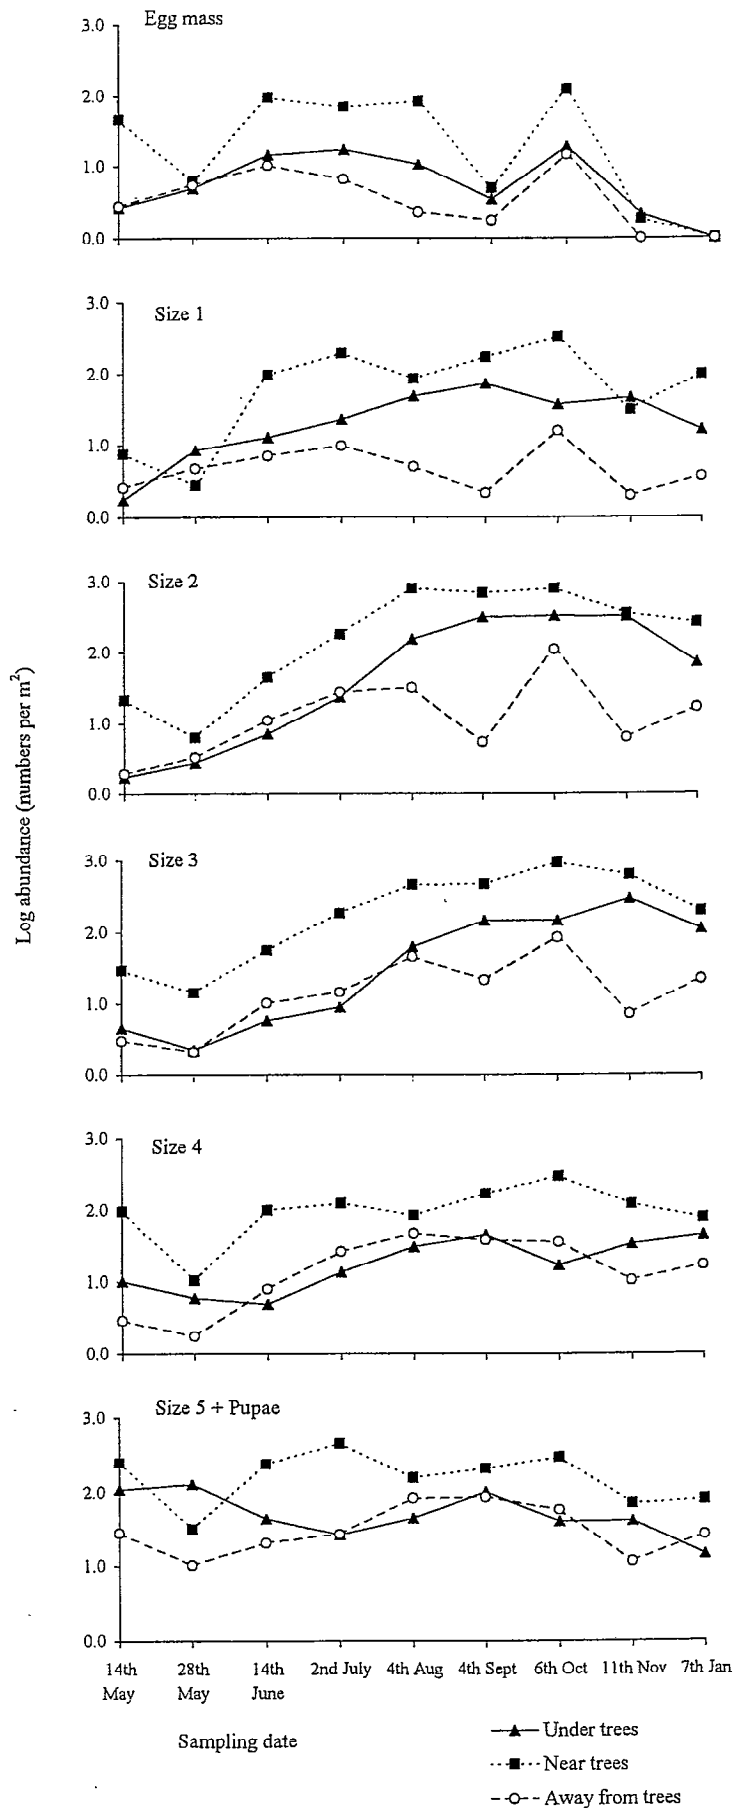 Egg mass
3.0
2.0
1.0
0.0
Size 1
3.0
2.0
1.0
0.0
Size 2
3.0
2.0
1.0
0.0
Size 3
3.0
2.0
1.0
0.0
Size 4
3.0
2.0
1.0
0.0
Size 5 + Pupae
3.0
2.0
1.0
0.0
Log abundance (numbers per m²)
14th May
28th May
14th June
2nd July
4th Aug
4th Sept
6th Oct
11th Nov
7th Jan
Sampling date
Under trees
Near trees
Away from trees